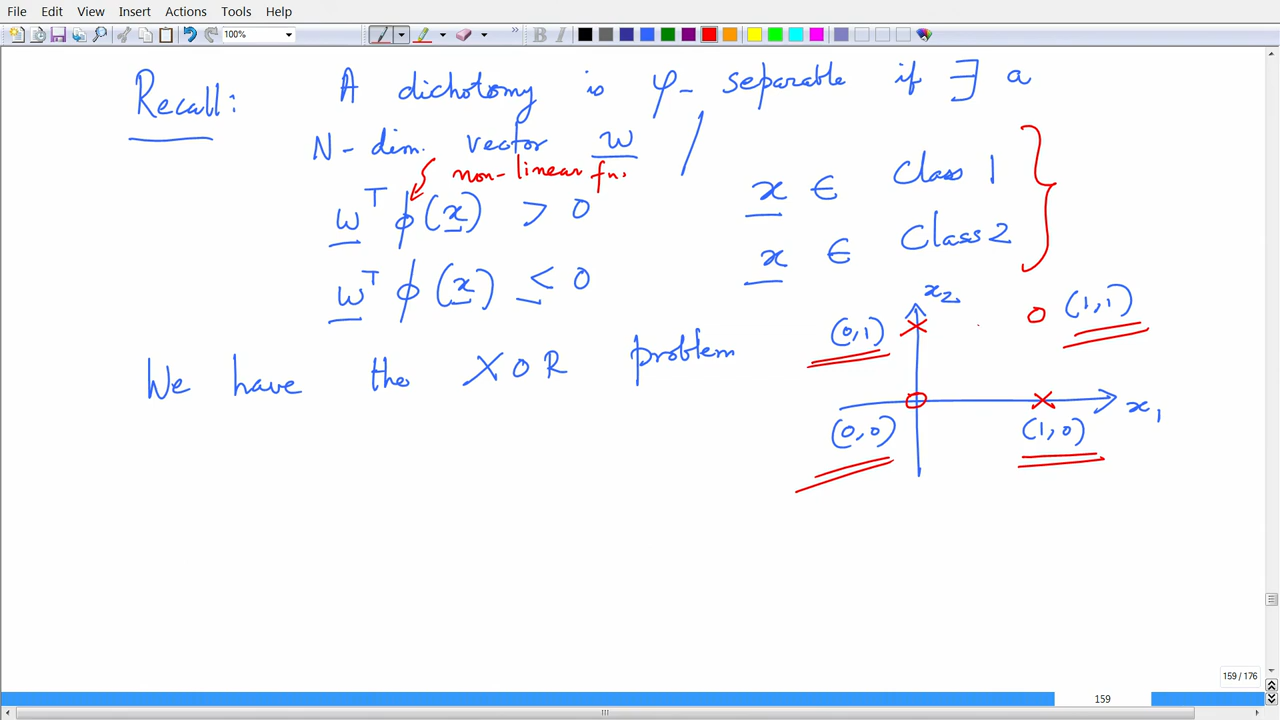 File Edit View Insert Actions Tools Help
100%
Recall: A dichotomy is φ- separable if ∃ a
N-dim. vector w /
non-linear fn.
w^T ϕ(x) > 0 x ∈ Class 1
w^T ϕ(x) ≤ 0 x ∈ Class 2
We have the XOR problem
x₂
(0,1) (1,1)
x₁
(0,0) (1,0)
159 / 176
159